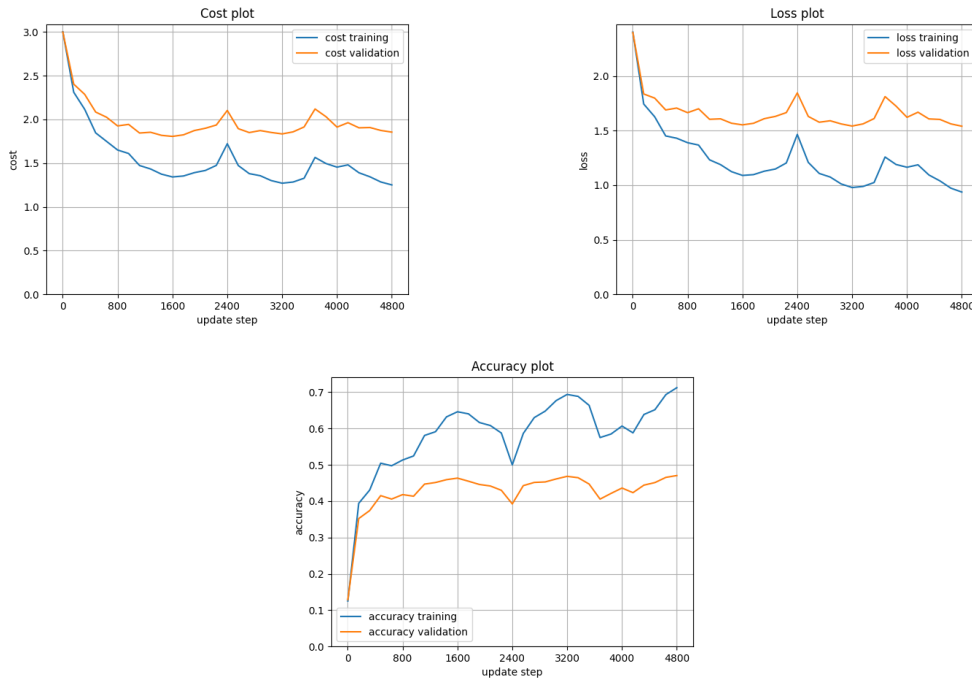 Cost plot
3.0
2.5
2.0
1.5
1.0
0.5
0.0
cost
cost training
cost validation
0 800 1600 2400 3200 4000 4800
update step
Loss plot
2.0
1.5
1.0
0.5
0.0
loss
loss training
loss validation
0 800 1600 2400 3200 4000 4800
update step
Accuracy plot
0.7
0.6
0.5
0.4
0.3
0.2
0.1
0.0
accuracy
accuracy training
accuracy validation
0 800 1600 2400 3200 4000 4800
update step